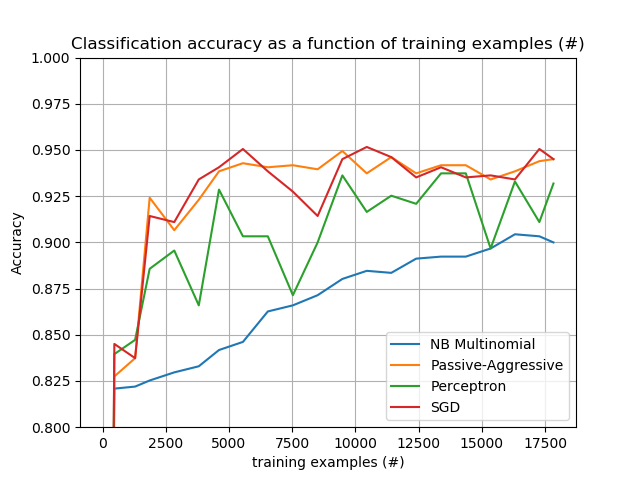 Classification accuracy as a function of training examples (#)
1.000
0.975
0.950
0.925
0.900
0.875
0.850
0.825
0.800
Accuracy
NB Multinomial
Passive-Aggressive
Perceptron
SGD
0 2500 5000 7500 10000 12500 15000 17500
training examples (#)